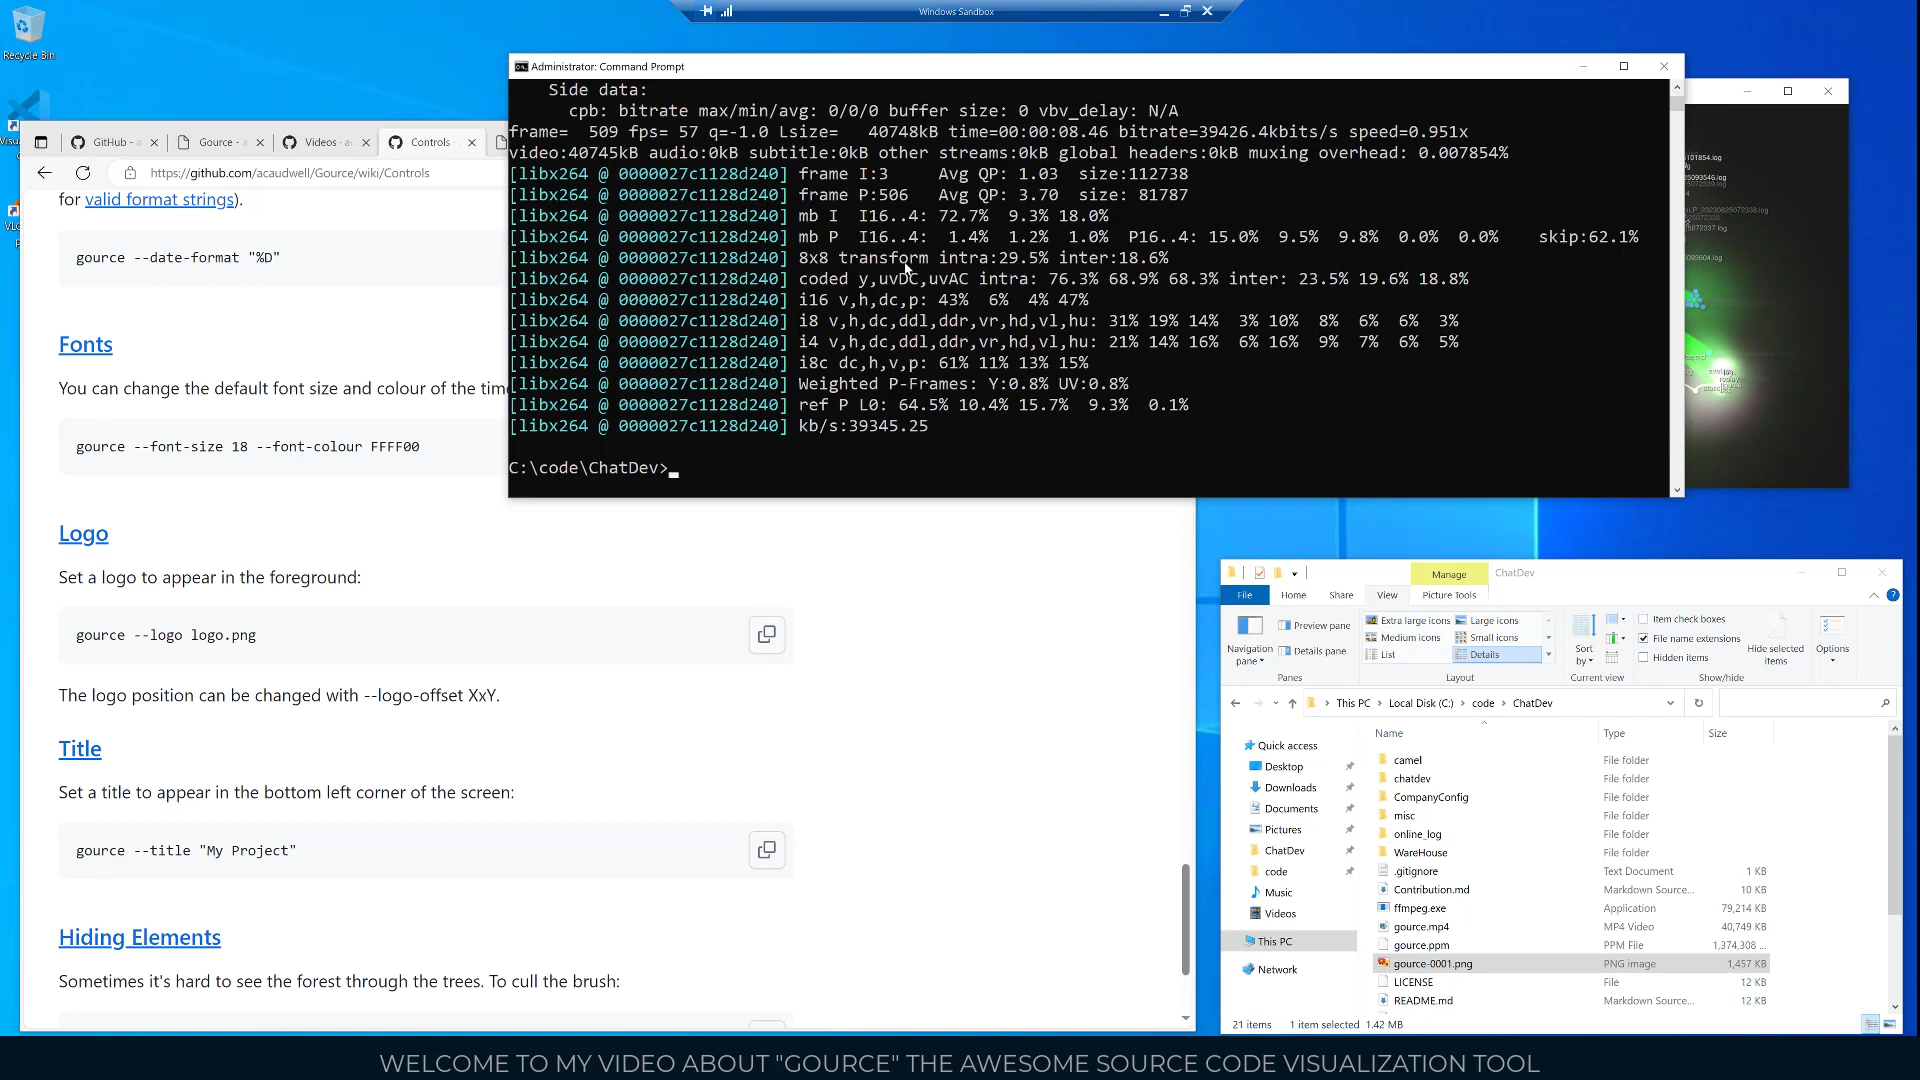 Windows Sandbox
Recycle Bin
Administrator: Command Prompt
Side data:
cpb: bitrate max/min/avg: 0/0/0 buffer size: 0 vbv_delay: N/A
frame=  509 fps= 57 q=-1.0 Lsize=   40748kB time=00:00:08.46 bitrate=39426.4kbits/s speed=0.951x
video:40745kB audio:0kB subtitle:0kB other streams:0kB global headers:0kB muxing overhead: 0.007854%
[libx264 @ 0000027c1128d240] frame I:3     Avg QP: 1.03  size:112738
[libx264 @ 0000027c1128d240] frame P:506   Avg QP: 3.70  size: 81787
[libx264 @ 0000027c1128d240] mb I  I16..4: 72.7%  9.3% 18.0%
[libx264 @ 0000027c1128d240] mb P  I16..4:  1.4%  1.2%  1.0%  P16..4: 15.0%  9.5%  9.8%  0.0%  0.0%    skip:62.1%
[libx264 @ 0000027c1128d240] 8x8 transform intra:29.5% inter:18.6%
[libx264 @ 0000027c1128d240] coded y,uvDC,uvAC intra: 76.3% 68.9% 68.3% inter: 23.5% 19.6% 18.8%
[libx264 @ 0000027c1128d240] i16 v,h,dc,p: 43%  6%  4% 47%
[libx264 @ 0000027c1128d240] i8 v,h,dc,ddl,ddr,vr,hd,vl,hu: 31% 19% 14%  3% 10%  8%  6%  6%  3%
[libx264 @ 0000027c1128d240] i4 v,h,dc,ddl,ddr,vr,hd,vl,hu: 21% 14% 16%  6% 16%  9%  7%  6%  5%
[libx264 @ 0000027c1128d240] i8c dc,h,v,p: 61% 11% 13% 15%
[libx264 @ 0000027c1128d240] Weighted P-Frames: Y:0.8% UV:0.8%
[libx264 @ 0000027c1128d240] ref P L0: 64.5% 10.4% 15.7%  9.3%  0.1%
[libx264 @ 0000027c1128d240] kb/s:39345.25
C:\code\ChatDev>
GitHub - a
Gource - a
Videos · ac
Controls ·
https://github.com/acaudwell/Gource/wiki/Controls
for valid format strings).
gource --date-format "%D"
Fonts
You can change the default font size and colour of the
gource --font-size 18 --font-colour FFFF00
Logo
Set a logo to appear in the foreground:
gource --logo logo.png
The logo position can be changed with --logo-offset XxY.
Title
Set a title to appear in the bottom left corner of the screen:
gource --title "My Project"
Hiding Elements
Sometimes it's hard to see the forest through the trees. To cull the brush:
Manage
ChatDev
File
Home
Share
View
Picture Tools
Navigation pane
Preview pane
Details pane
Panes
Extra large icons
Large icons
Medium icons
Small icons
List
Details
Layout
Sort by
Current view
Item check boxes
File name extensions
Hidden items
Hide selected items
Show/hide
Options
This PC > Local Disk (C:) > code > ChatDev
Name Type Size
Quick access
Desktop
Downloads
Documents
Pictures
ChatDev
code
Music
Videos
This PC
Network
camel File folder
chatdev File folder
CompanyConfig File folder
misc File folder
online_log File folder
WareHouse File folder
.gitignore Text Document 1 KB
Contribution.md Markdown Source... 10 KB
ffmpeg.exe Application 79,214 KB
gource.mp4 MP4 Video 40,749 KB
gource.ppm PPM File 1,374,308 ...
gource-0001.png PNG image 1,457 KB
LICENSE File 12 KB
README.md Markdown Source... 12 KB
21 items 1 item selected 1.42 MB
WELCOME TO MY VIDEO ABOUT "GOURCE" THE AWESOME SOURCE CODE VISUALIZATION TOOL